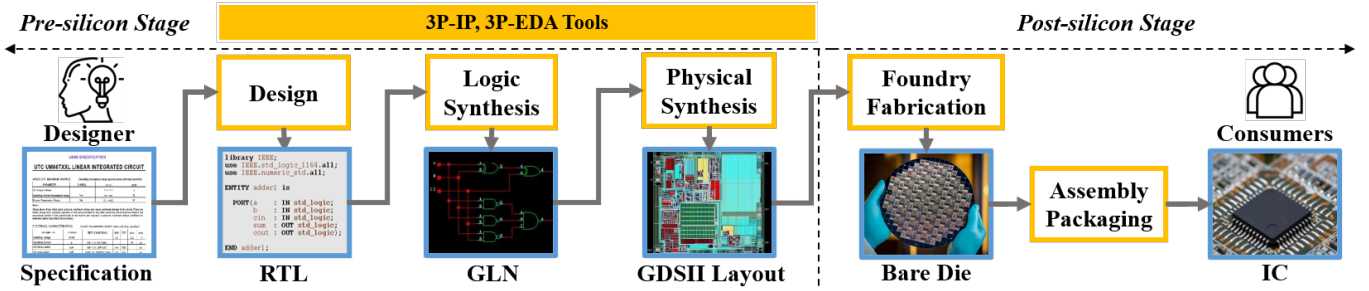 Pre-silicon Stage
3P-IP, 3P-EDA Tools
Post-silicon Stage
Designer
Design
Logic
Synthesis
Physical
Synthesis
Foundry
Fabrication
Consumers
UTC UM66TXXL LINEAR INTEGRATED CIRCUIT
library IEEE;
use IEEE.std_logic_1164.all;
use IEEE.numeric_std.all;
ENTITY adder1 is
PORT(a : IN std_logic;
b : IN std_logic;
cin : IN std_logic;
sum : OUT std_logic;
cout : OUT std_logic);
END adder1;
Assembly
Packaging
Specification
RTL
GLN
GDSII Layout
Bare Die
IC